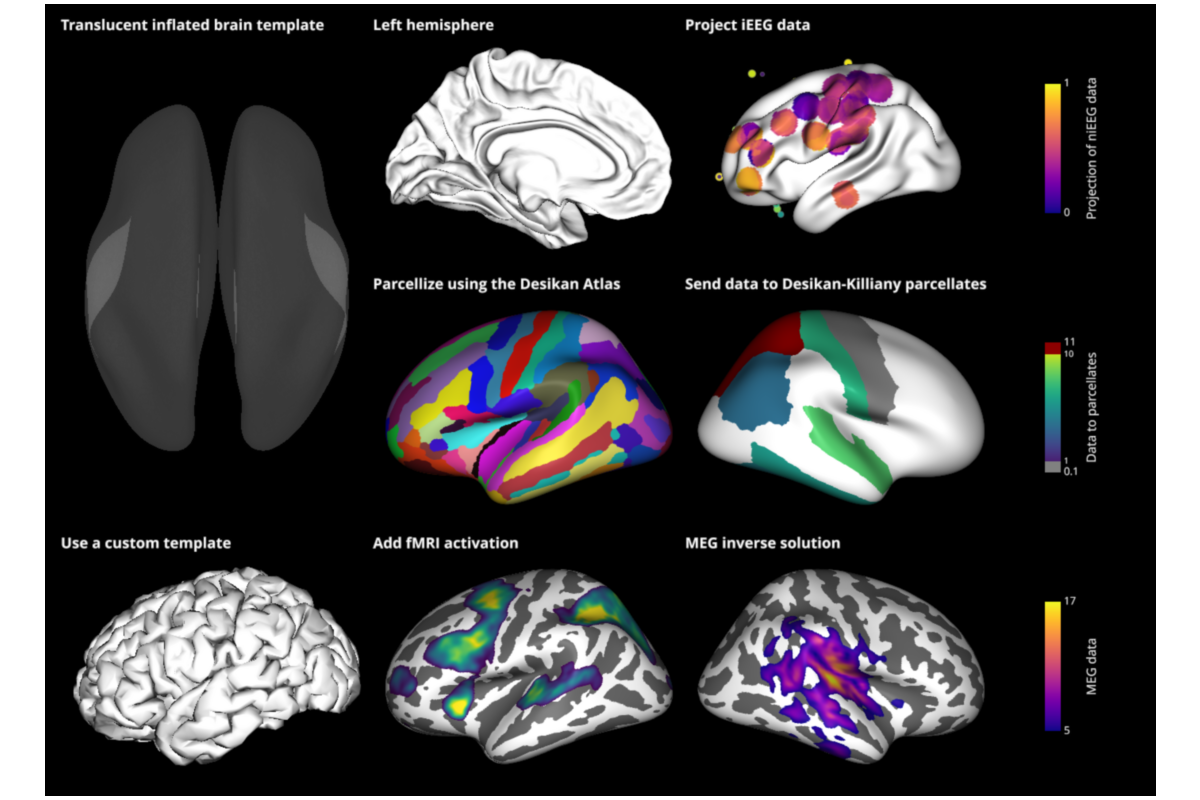 Translucent inflated brain template
Left hemisphere
Project iEEG data
1
0
Projection of niEEG data
Parcellize using the Desikan Atlas
Send data to Desikan-Killiany parcellates
11
10
1
0.1
Data to parcellates
Use a custom template
Add fMRI activation
MEG inverse solution
17
5
MEG data